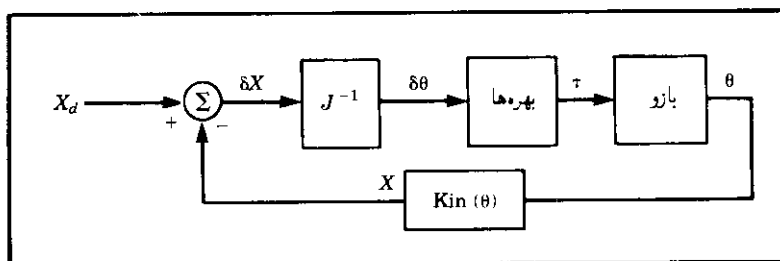 X_d
+
Σ
−
δX
J⁻¹
δθ
بهره‌ها
τ
بازو
θ
X
Kin (θ)